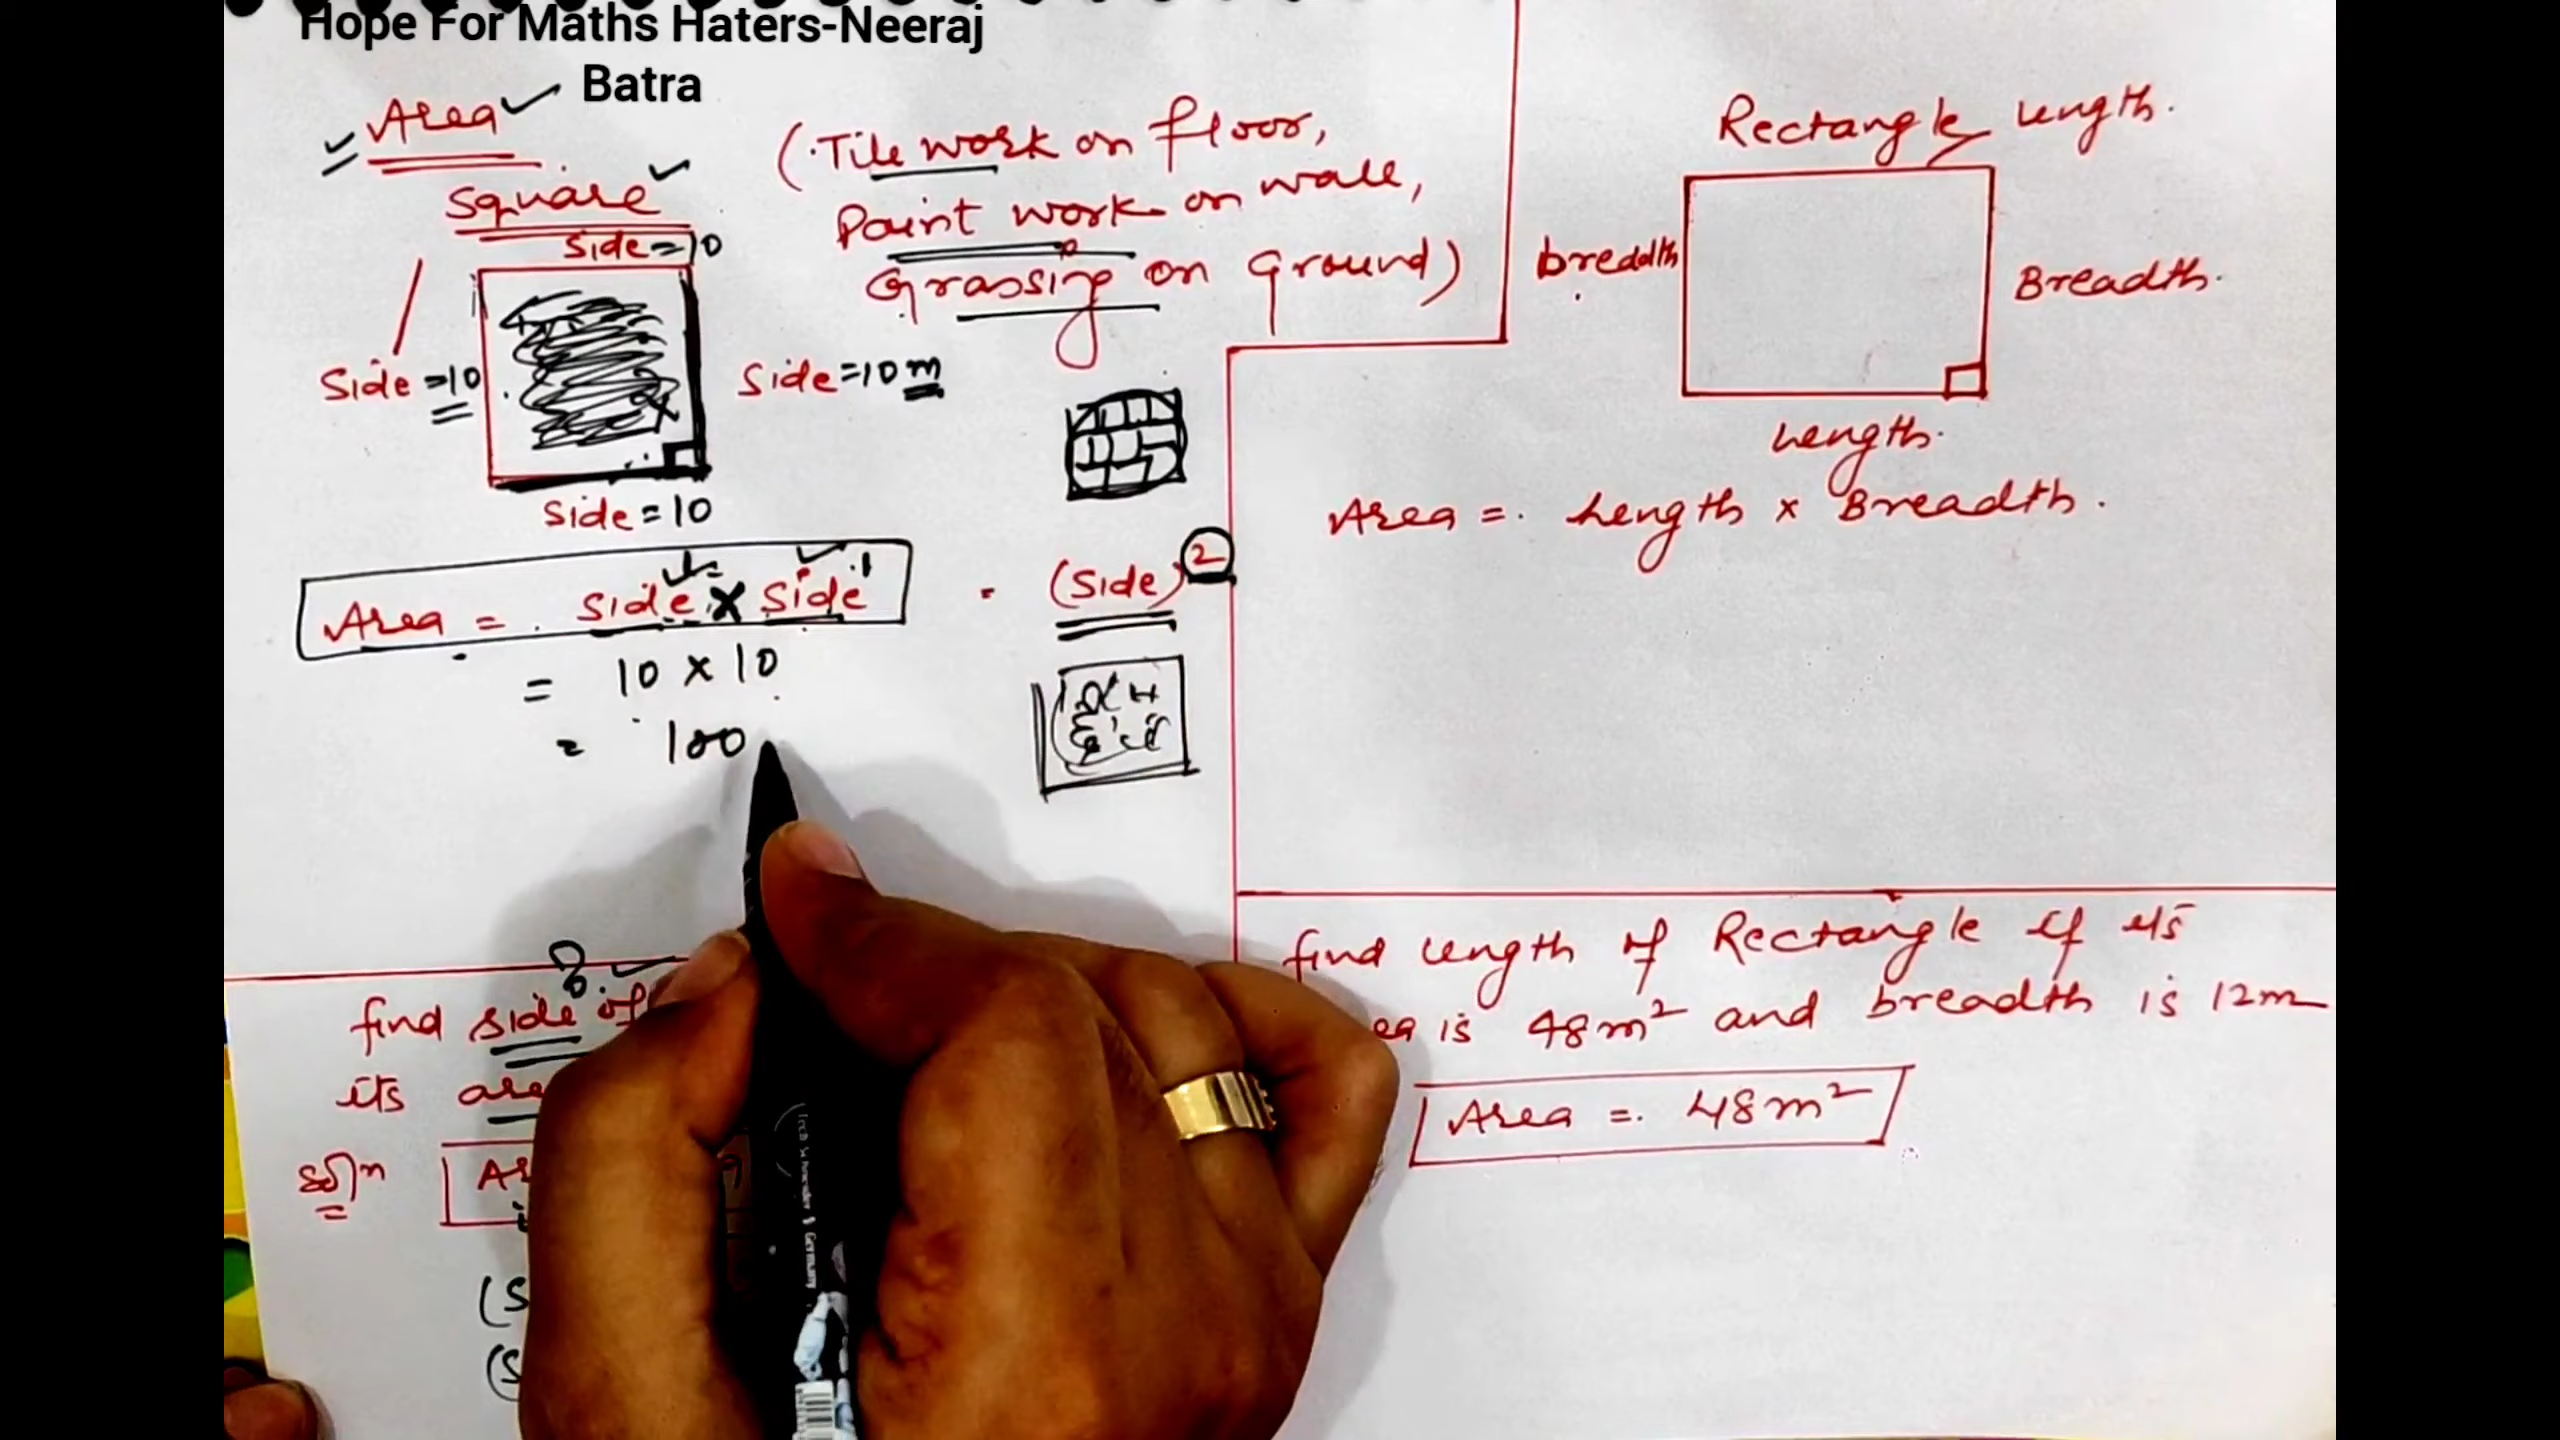 Hope For Maths Haters-Neeraj
Batra
Area
Square
(Tile work on floor,
Paint work on wall,
Grassing on ground)
Side=10
Side=10
Side=10m
Side=10
Area = Side x Side = (Side)2
= 10 x 10
= 100
Rectangle
Length.
breadth
Breadth.
Length.
Area = Length x Breadth.
find side of
its
Soln
(S
(S
find length of Rectangle if its
is 48m2 and breadth is 12m
Area = 48m2